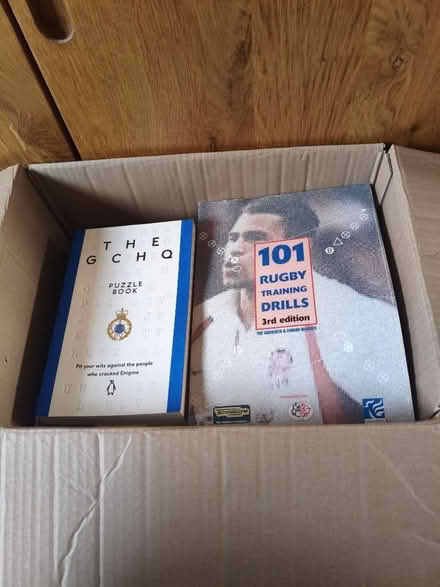 THE
GCHQ
PUZZLE
BOOK
Pit your wits against the people
who cracked Enigma
101
RUGBY
TRAINING
DRILLS
3rd edition